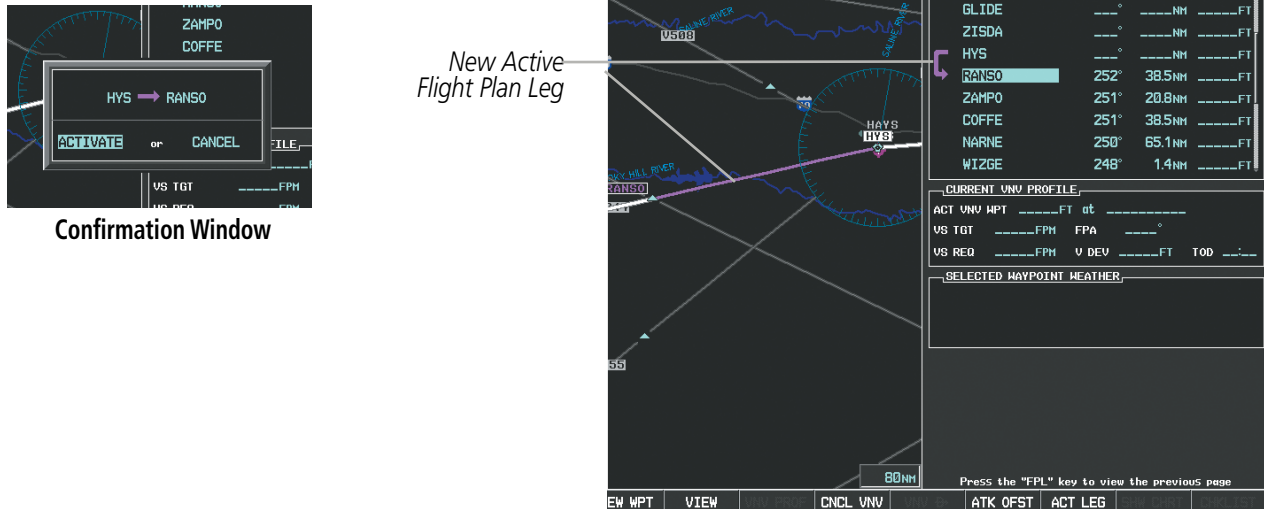 ZAMPO
COFFE
HYS → RANSO
ACTIVATE or CANCEL
VS TGT _____FPM
Confirmation Window
New Active
Flight Plan Leg
SALINE RIVER
V508
SALINE RIVER
70
HAYS
HYS
RANSO
80NM
GLIDE ___° ____NM _____FT
ZISDA ___° ____NM _____FT
HYS ___° ____NM _____FT
RANSO 252° 38.5NM _____FT
ZAMPO 251° 20.8NM _____FT
COFFE 251° 38.5NM _____FT
NARNE 250° 65.1NM _____FT
WIZGE 248° 1.4NM _____FT
CURRENT VNV PROFILE
ACT VNV WPT _____FT at __________
VS TGT _____FPM FPA ____°
VS REQ _____FPM V DEV _____FT TOD __:__
SELECTED WAYPOINT WEATHER
Press the "FPL" key to view the previous page
EW WPT VIEW VNV PROF CNCL VNV ATK OFST ACT LEG SHW CHRT CHKLIST